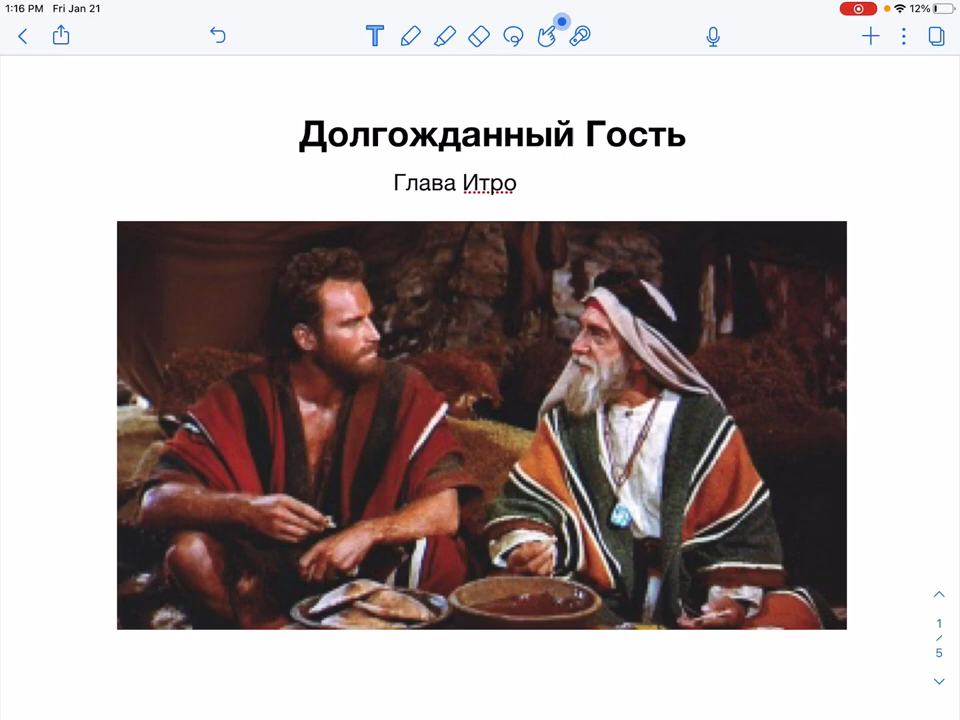 1:16 PM Fri Jan 21
12%
Долгожданный Гость
Глава Итро
1
/
5